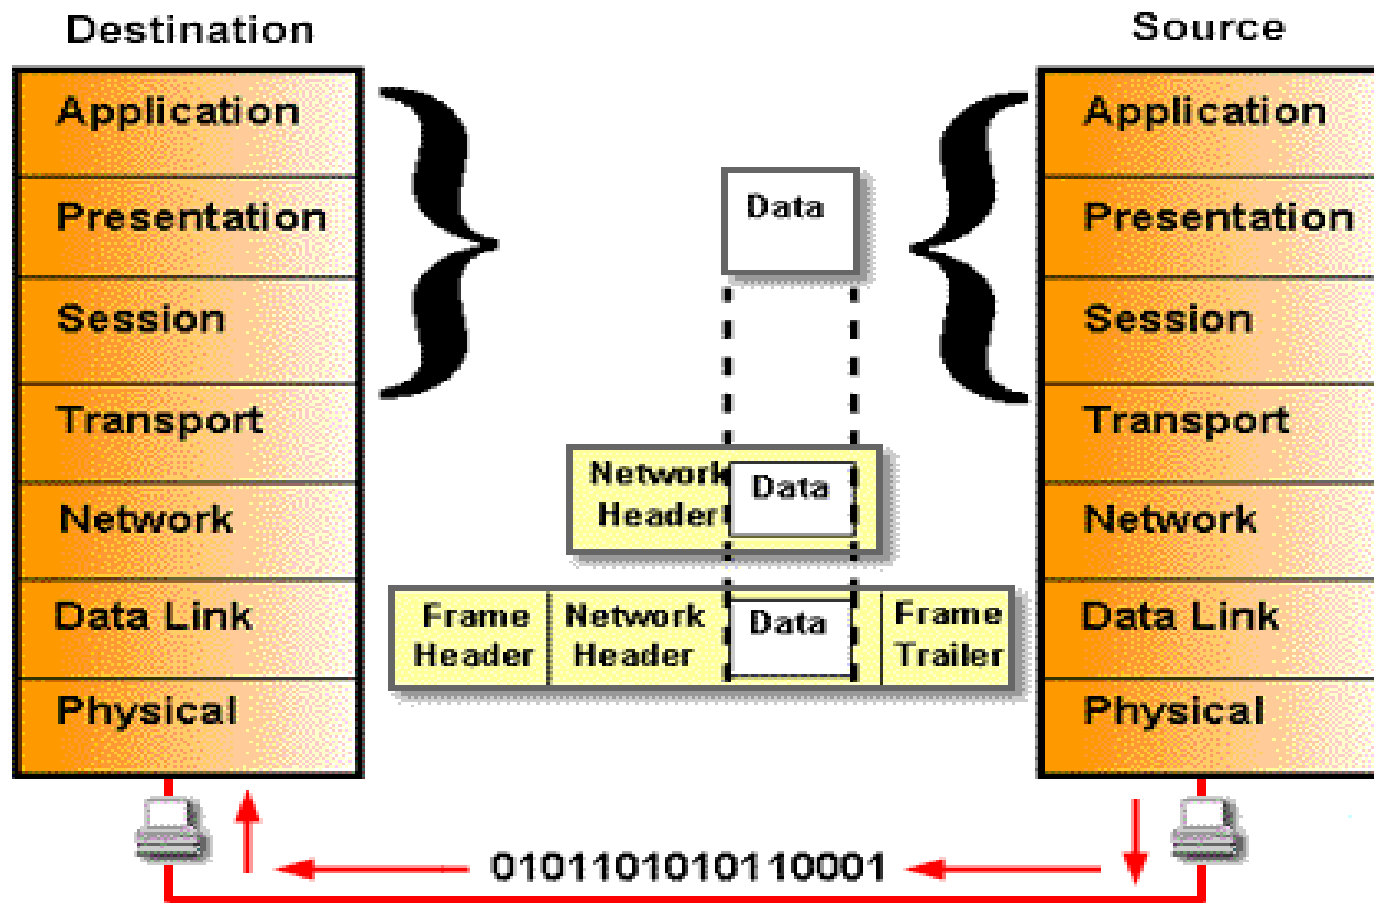 Destination
Source
Application
Presentation
Session
Transport
Network
Data Link
Physical
Data
Network
Header
Data
Frame
Header
Network
Header
Data
Frame
Trailer
Application
Presentation
Session
Transport
Network
Data Link
Physical
0101101010110001